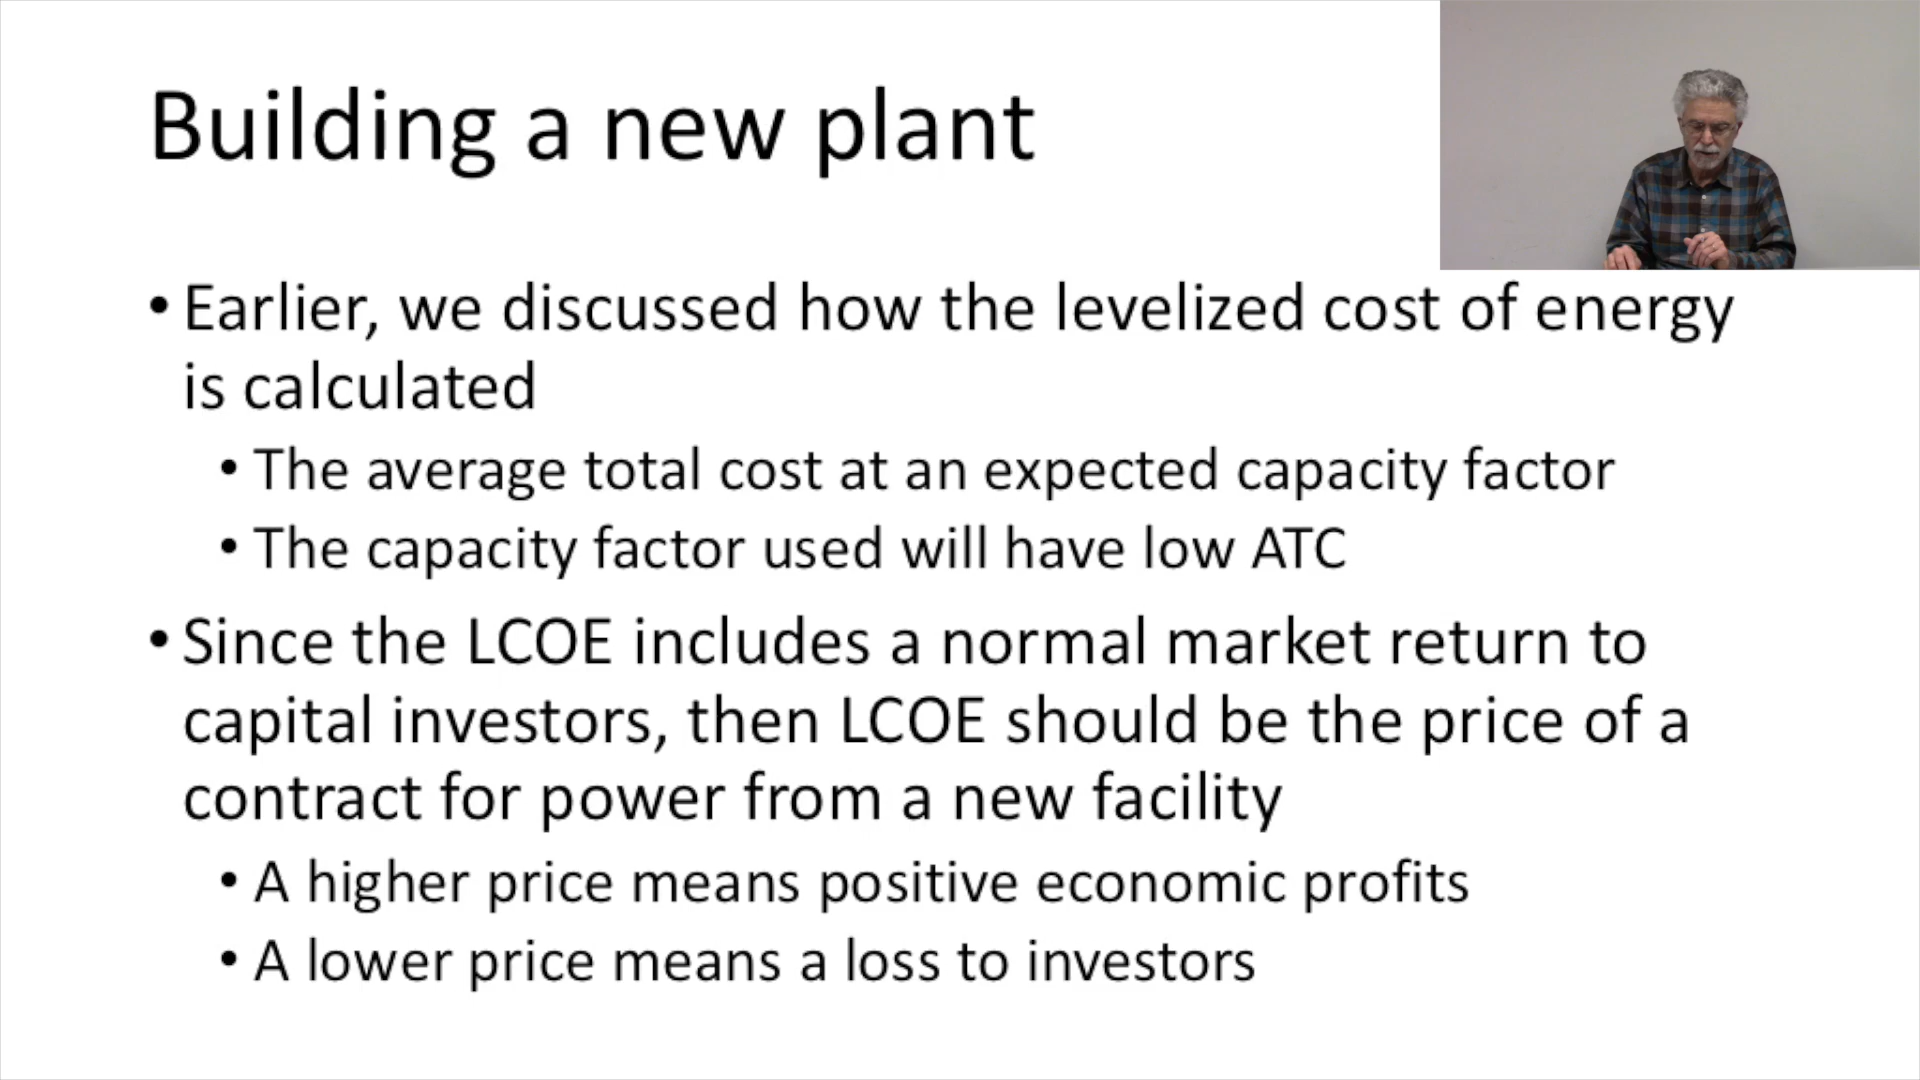 Building a new plant
• Earlier, we discussed how the levelized cost of energy
is calculated
• The average total cost at an expected capacity factor
• The capacity factor used will have low ATC
• Since the LCOE includes a normal market return to
capital investors, then LCOE should be the price of a
contract for power from a new facility
• A higher price means positive economic profits
• A lower price means a loss to investors